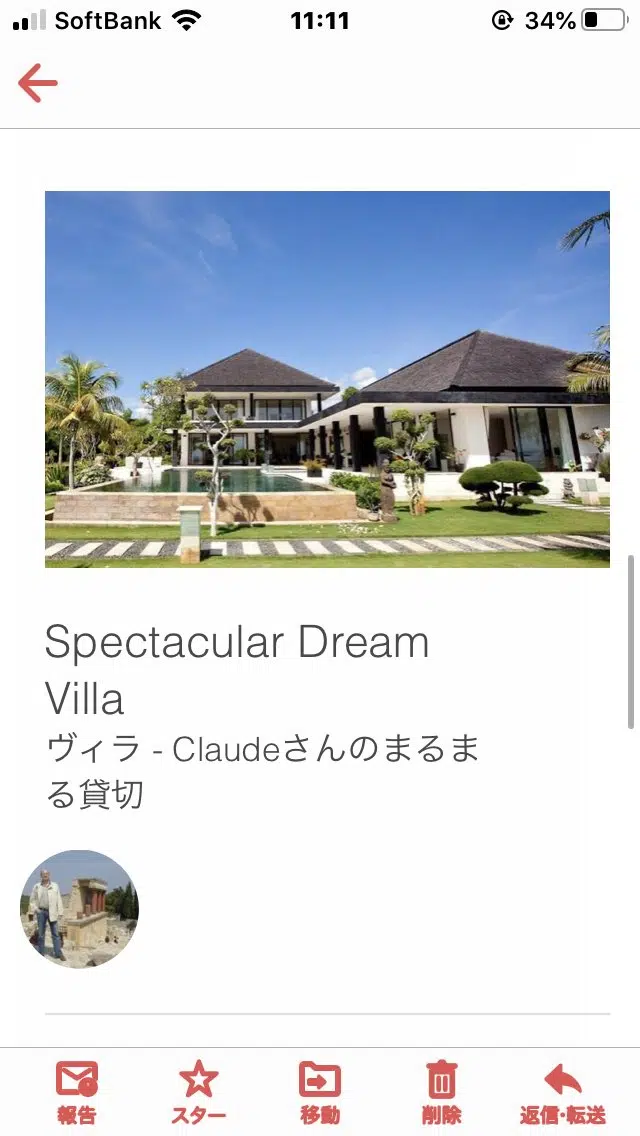 SoftBank 11:11 34%
Spectacular Dream
Villa
ヴィラ - Claudeさんのまるま
る貸切
報告 スター 移動 削除 返信・転送